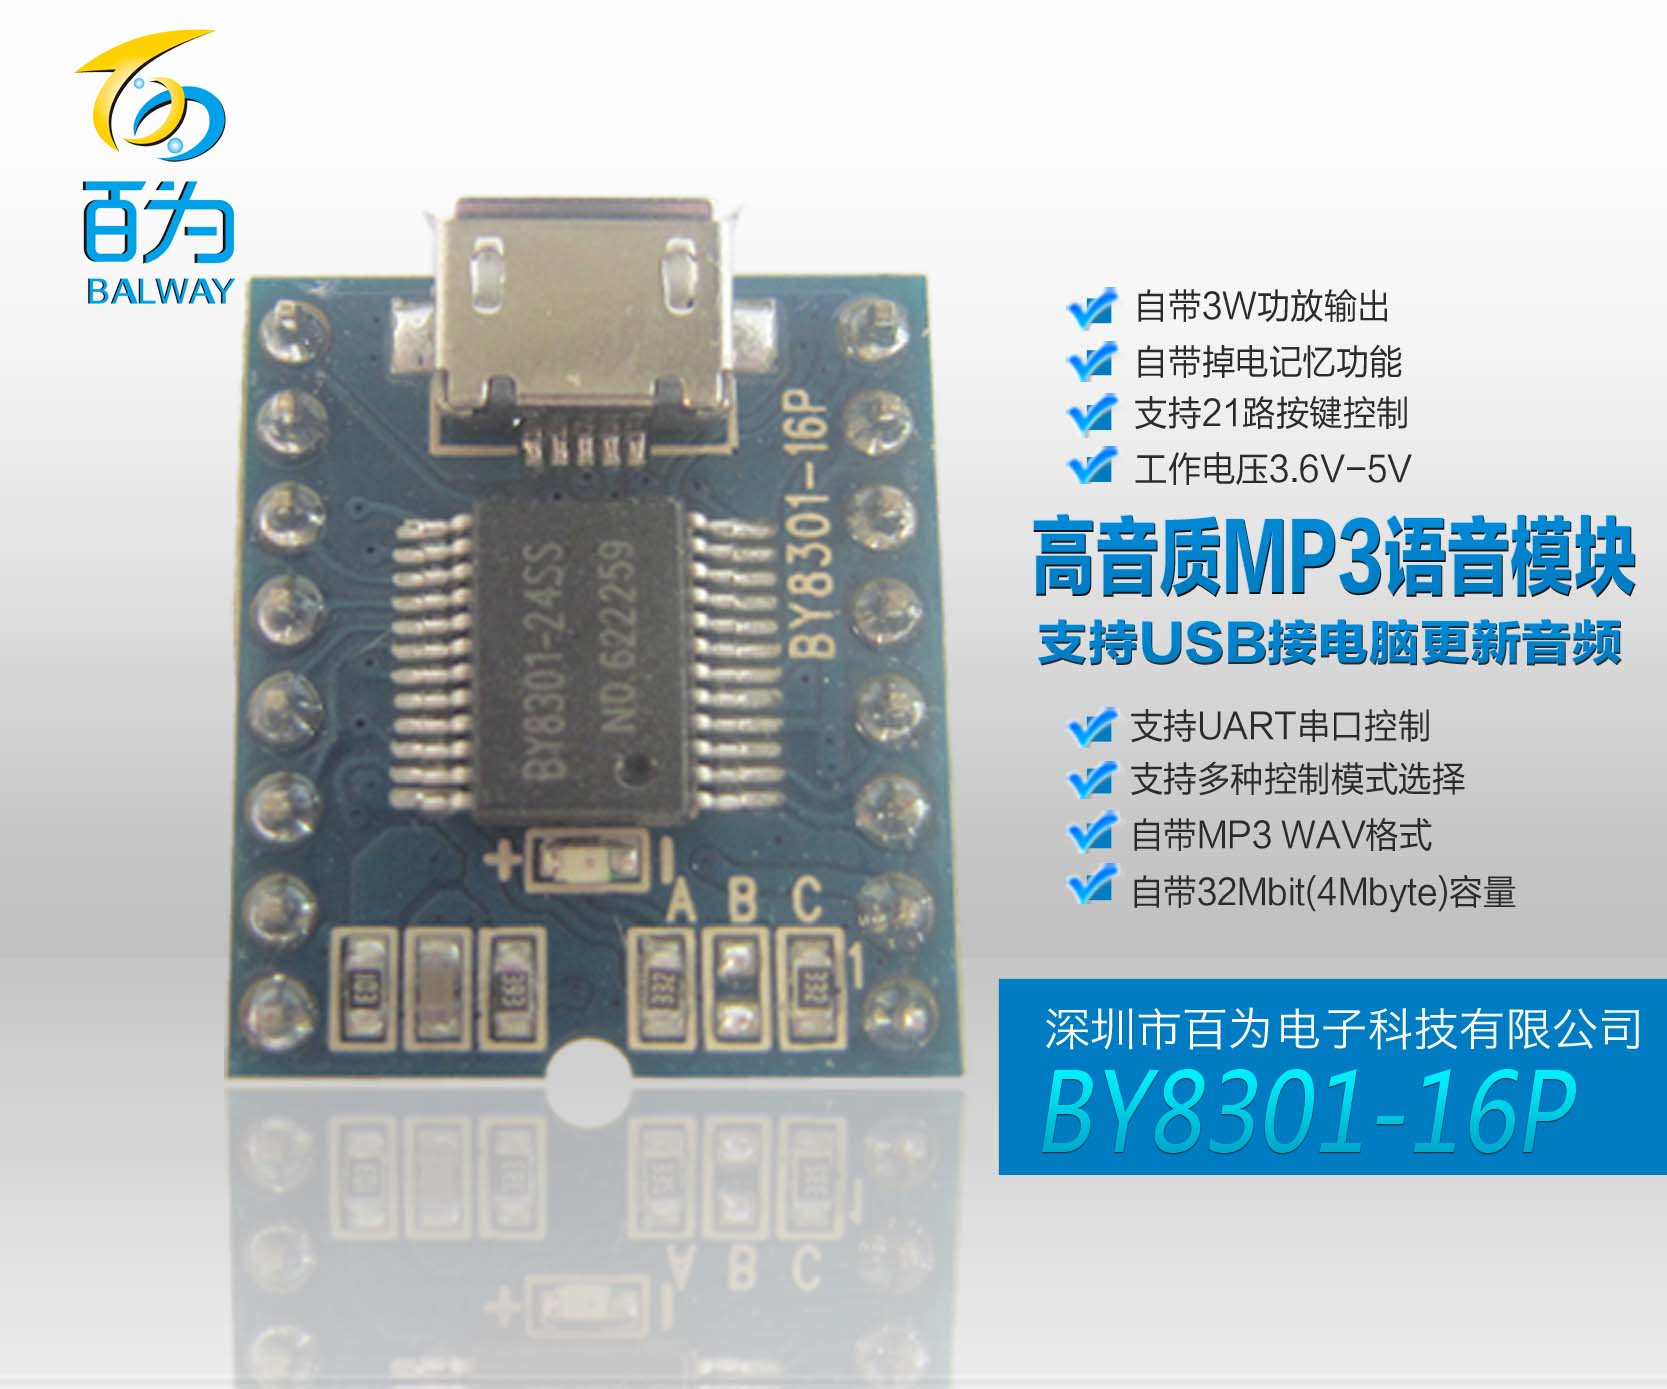 百为
BALWAY
自带3W功放输出
自带掉电记忆功能
支持21路按键控制
工作电压3.6V-5V
高音质MP3语音模块
支持USB接电脑更新音频
支持UART串口控制
支持多种控制模式选择
自带MP3 WAV格式
自带32Mbit(4Mbyte)容量
深圳市百为电子科技有限公司
BY8301-16P
BY8301-16P
BY8301-24SS
NO 622259
+
A B C
1
332
332